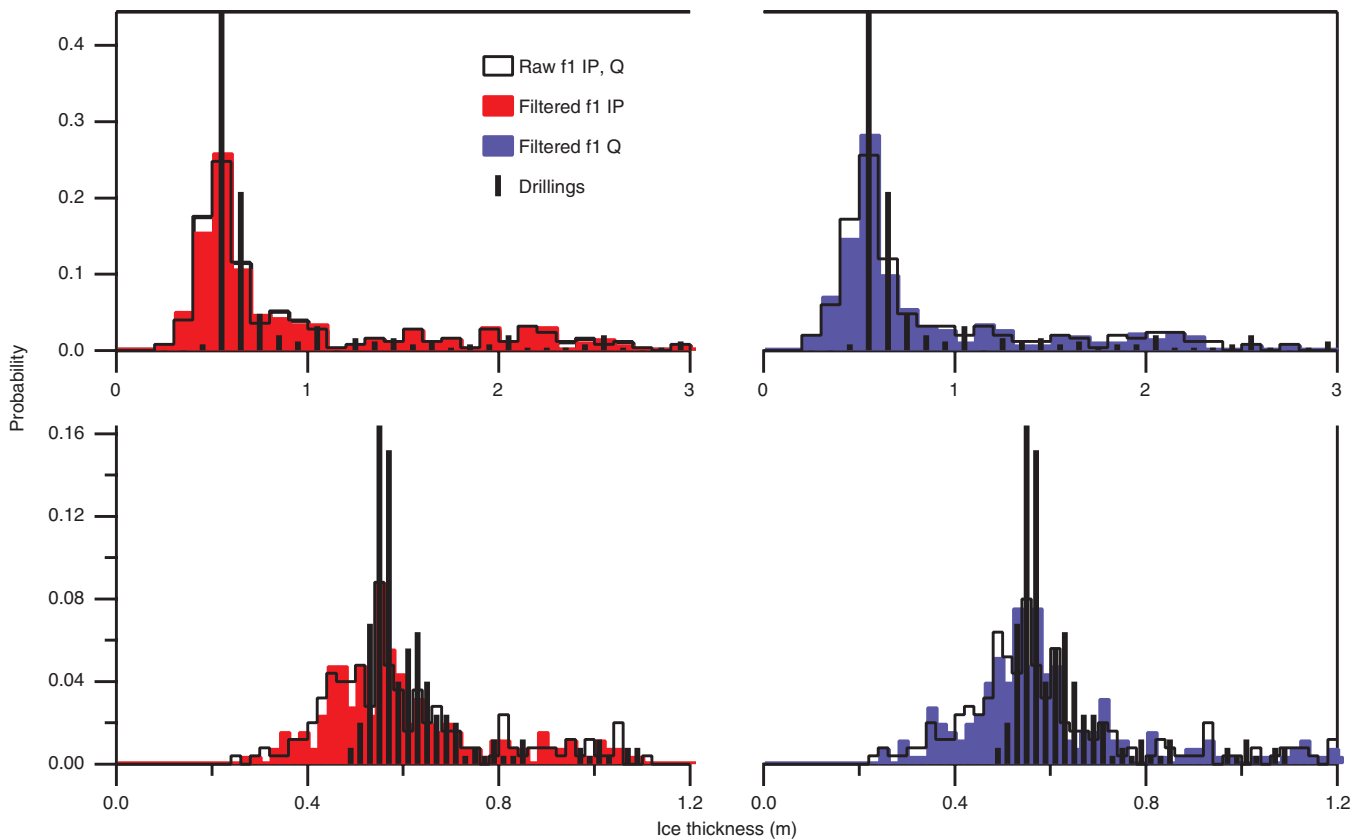 0.4
0.3
0.2
0.1
0.0
Raw f1 IP, Q
Filtered f1 IP
Filtered f1 Q
Drillings
0 1 2 3
0 1 2 3
Probability
0.16
0.12
0.08
0.04
0.00
0.0 0.4 0.8 1.2
0.0 0.4 0.8 1.2
Ice thickness (m)